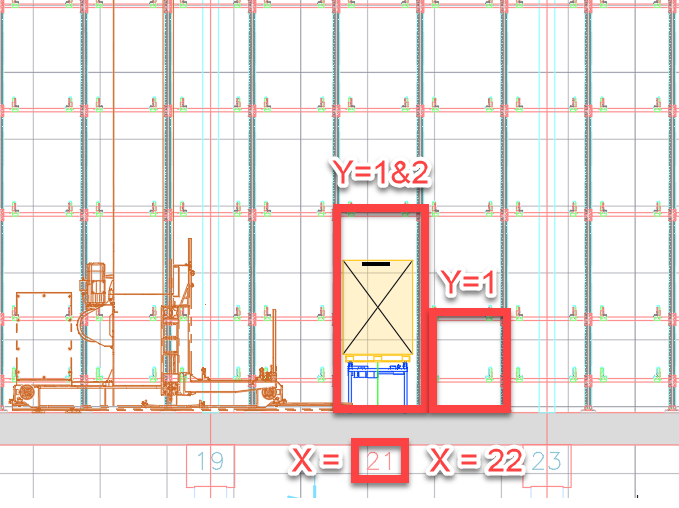 Y=1&2
Y=1
19 X = 21 X = 22 23